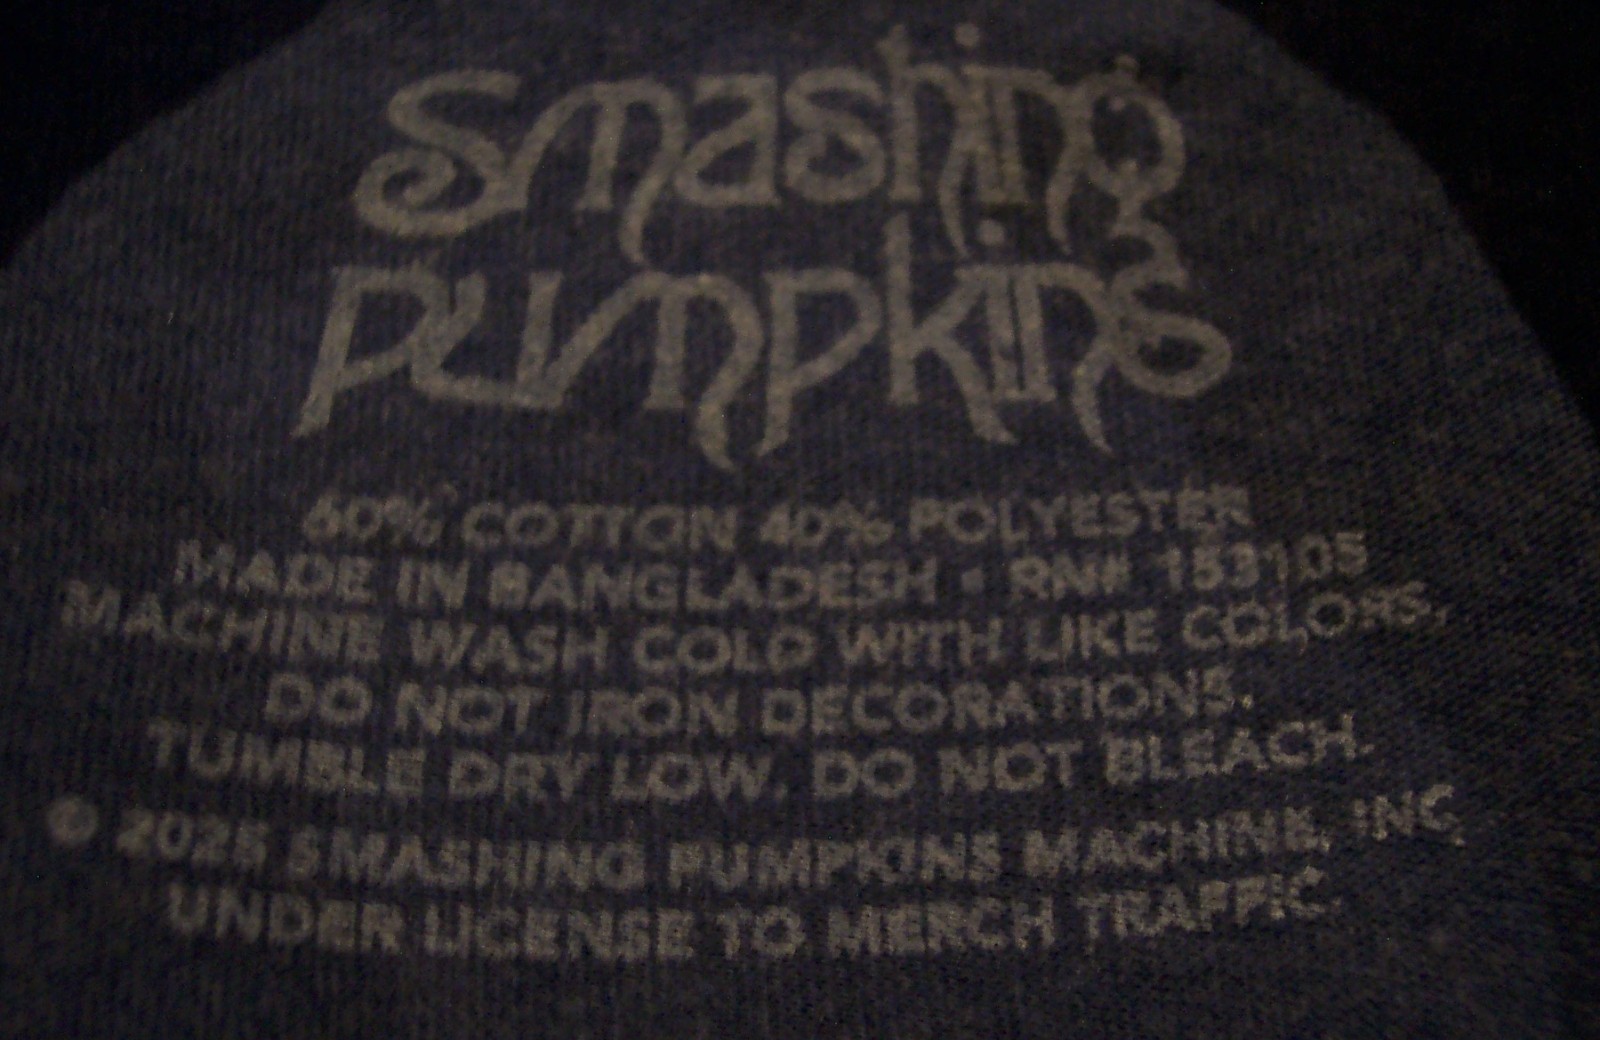 Smashing
pumpkins
60% COTTON 40% POLYESTER
MADE IN BANGLADESH • RN# 153105
MACHINE WASH COLD WITH LIKE COLORS.
DO NOT IRON DECORATIONS.
TUMBLE DRY LOW. DO NOT BLEACH.
© 2025 SMASHING PUMPKINS MACHINE, INC.
UNDER LICENSE TO MERCH TRAFFIC.